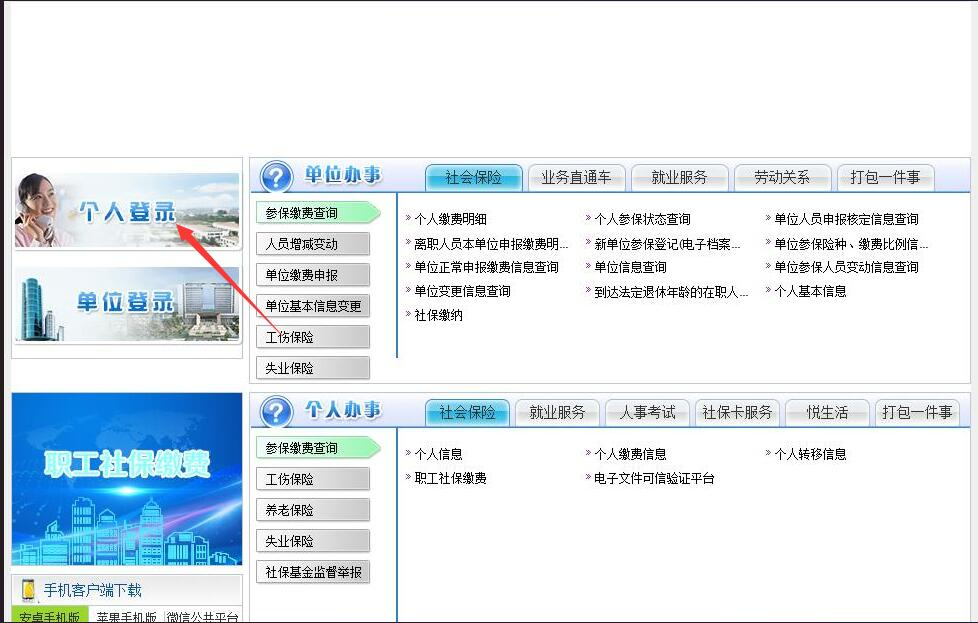 个人登录
单位登录
? 单位办事 社会保险 业务直通车 就业服务 劳动关系 打包一件事
参保缴费查询
人员增减变动
单位缴费申报
单位基本信息变更
工伤保险
失业保险
个人缴费明细 个人参保状态查询 单位人员申报核定信息查询
离职人员本单位申报缴费明... 新单位参保登记(电子档案... 单位参保险种、缴费比例信...
单位正常申报缴费信息查询 单位信息查询 单位参保人员变动信息查询
单位变更信息查询 到达法定退休年龄的在职人... 个人基本信息
社保缴纳
职工社保缴费
手机客户端下载
安卓手机版 苹果手机版 微信公共平台
? 个人办事 社会保险 就业服务 人事考试 社保卡服务 悦生活 打包一件事
参保缴费查询
工伤保险
养老保险
失业保险
社保基金监督举报
个人信息 个人缴费信息 个人转移信息
职工社保缴费 电子文件可信验证平台